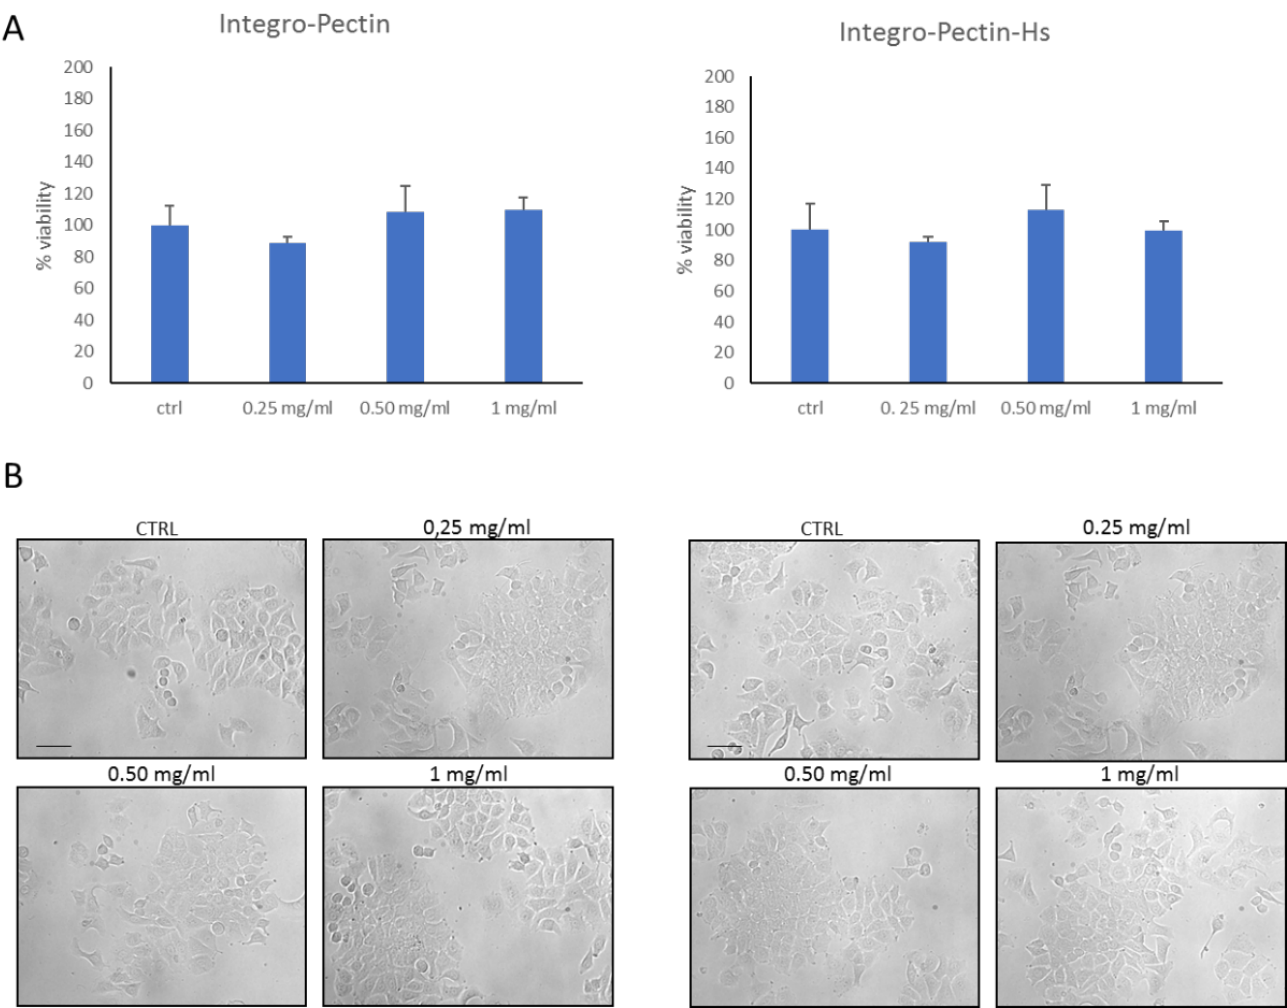 A
Integro-Pectin
% viability
200
180
160
140
120
100
80
60
40
20
0
ctrl 0.25 mg/ml 0.50 mg/ml 1 mg/ml
Integro-Pectin-Hs
% viability
200
180
160
140
120
100
80
60
40
20
0
ctrl 0. 25 mg/ml 0.50 mg/ml 1 mg/ml
B
CTRL 0,25 mg/ml
0.50 mg/ml 1 mg/ml
CTRL 0.25 mg/ml
0.50 mg/ml 1 mg/ml